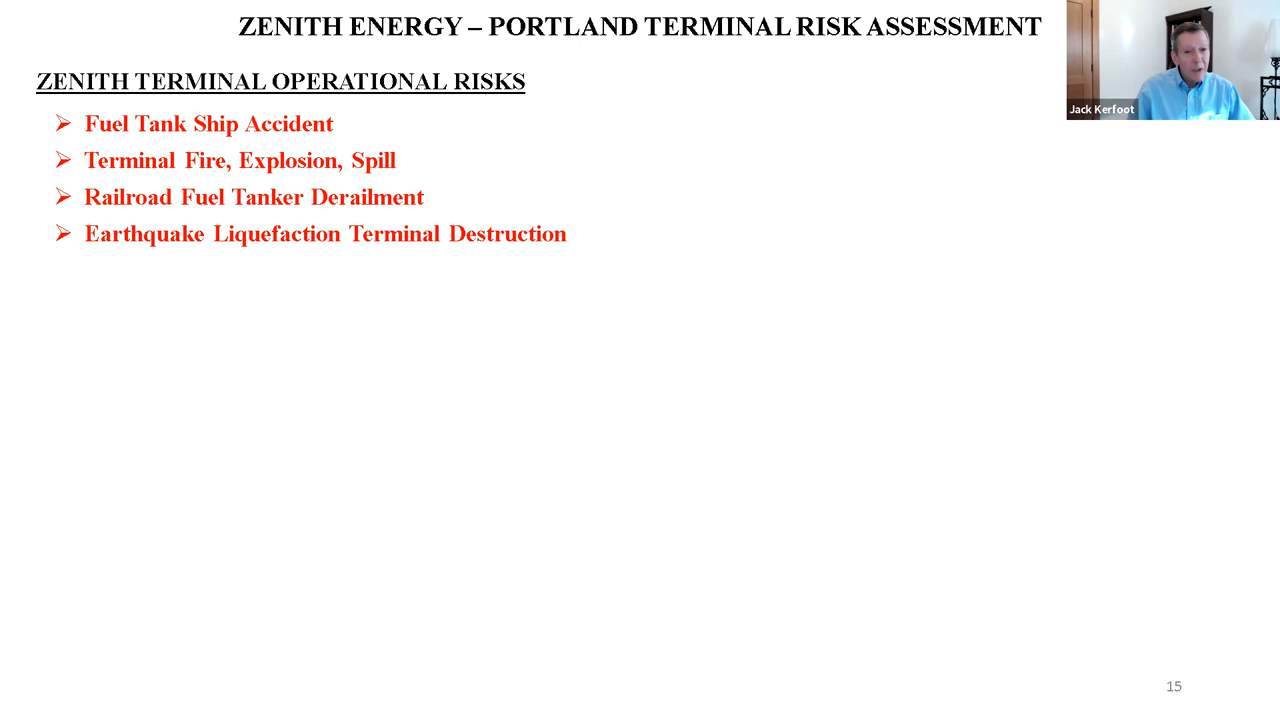 ZENITH ENERGY – PORTLAND TERMINAL RISK ASSESSMENT
Jack Kerfoot
ZENITH TERMINAL OPERATIONAL RISKS
➢ Fuel Tank Ship Accident
➢ Terminal Fire, Explosion, Spill
➢ Railroad Fuel Tanker Derailment
➢ Earthquake Liquefaction Terminal Destruction
15